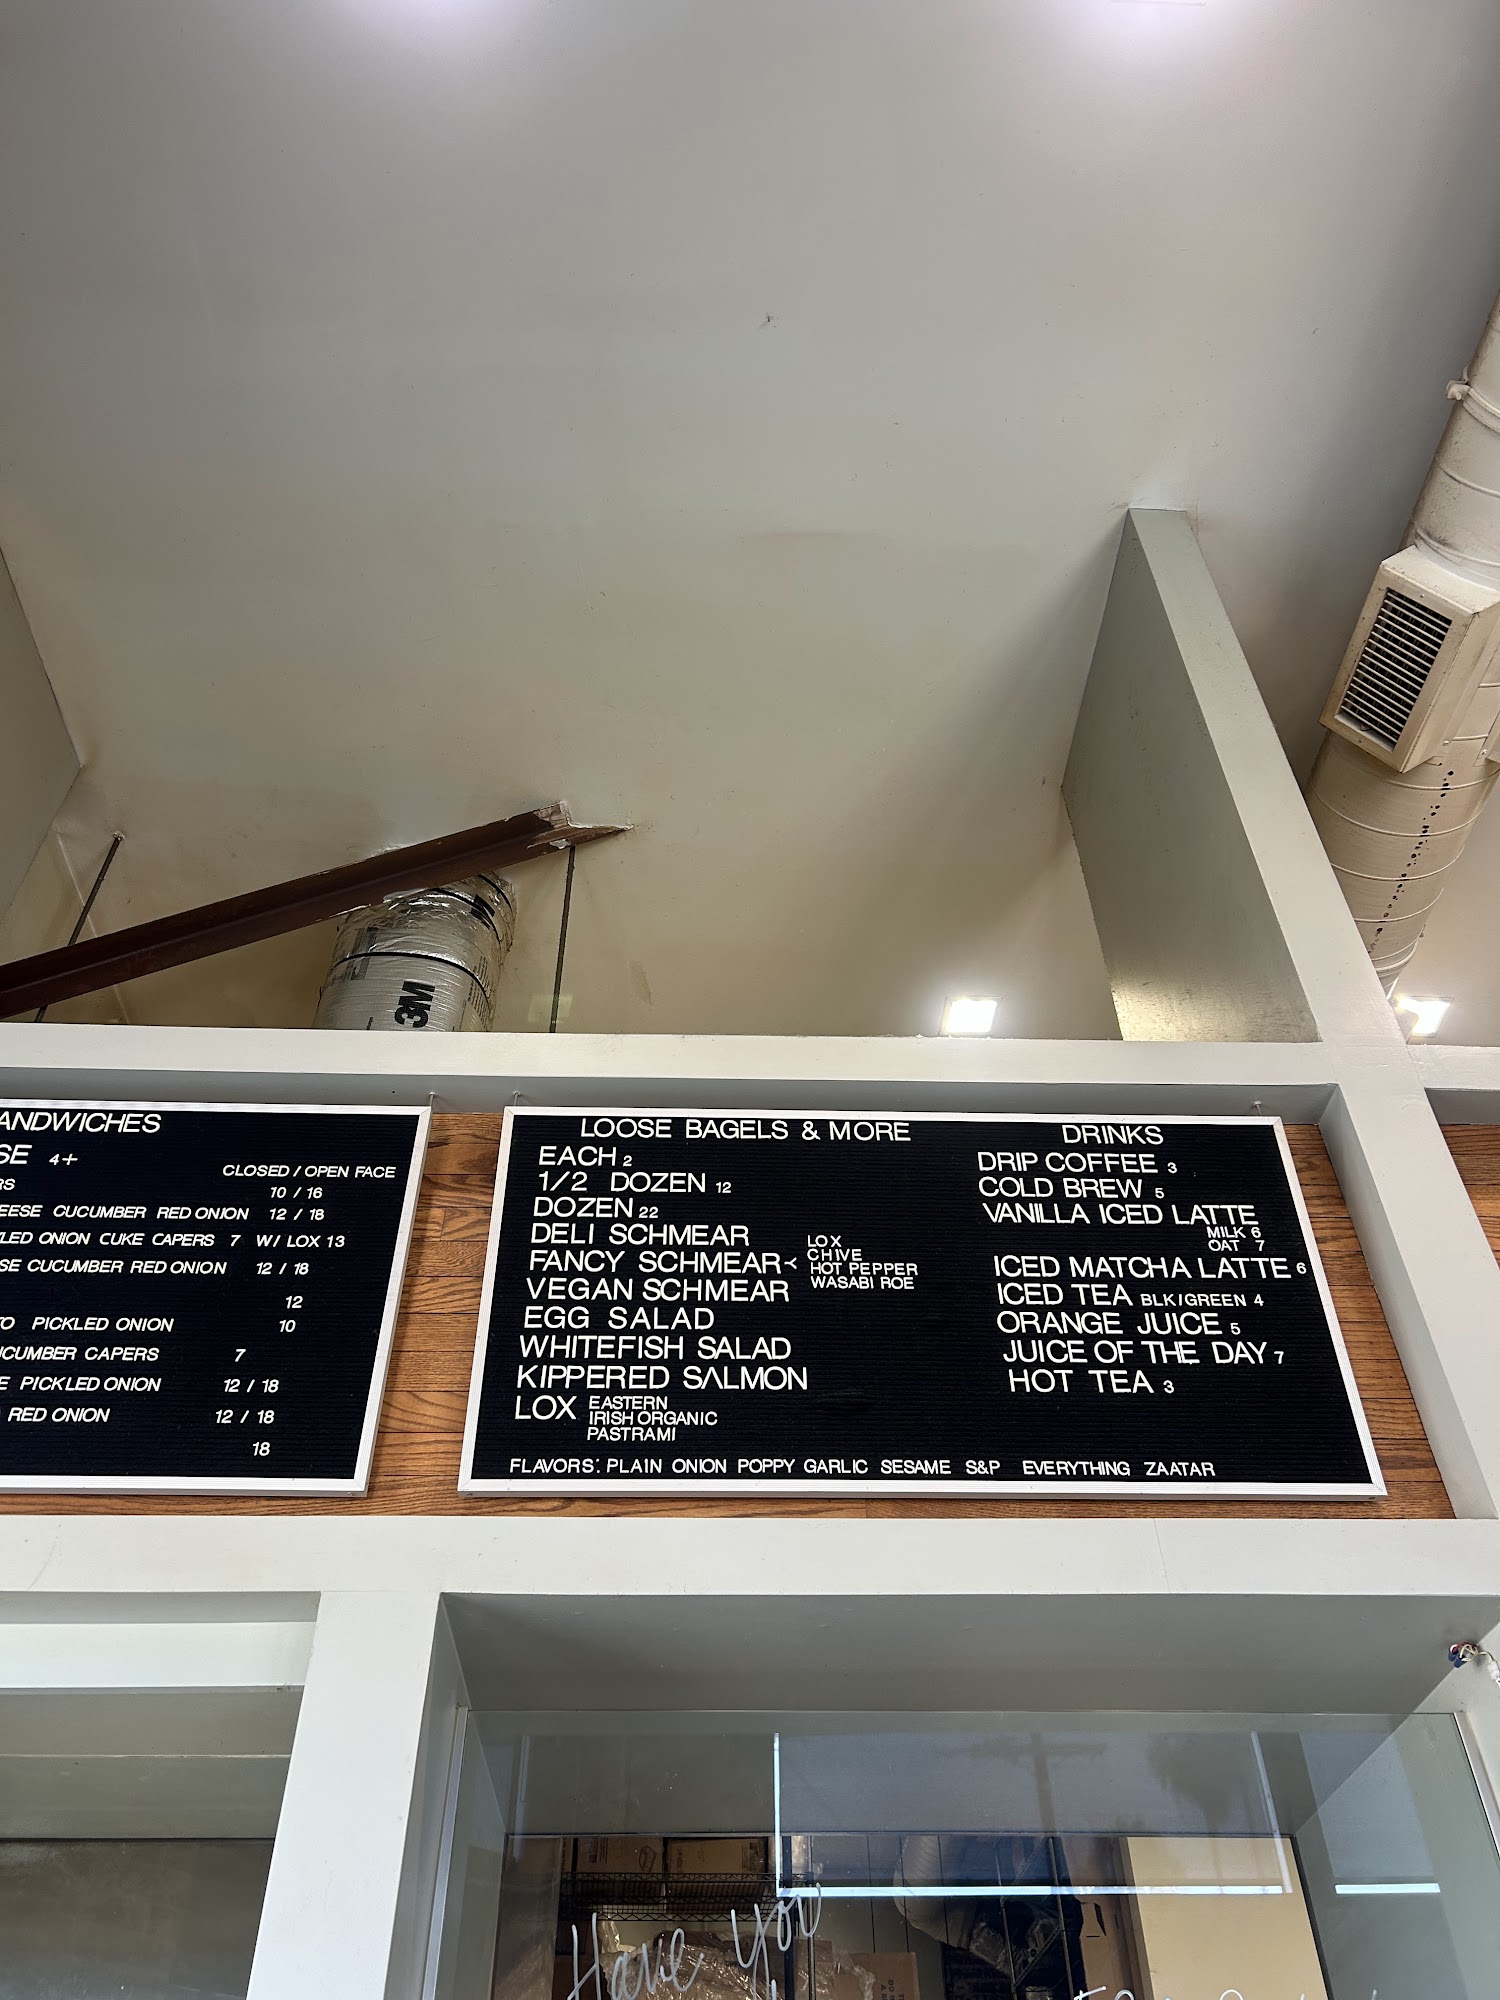 3M
ANDWICHES
SE 4+
CLOSED / OPEN FACE
RS 10 / 16
EESE CUCUMBER RED ONION 12 / 18
LED ONION CUKE CAPERS 7 W/ LOX 13
SE CUCUMBER RED ONION 12 / 18
12
TO PICKLED ONION 10
CUMBER CAPERS 7
E PICKLED ONION 12 / 18
RED ONION 12 / 18
18
LOOSE BAGELS & MORE
EACH 2
1/2 DOZEN 12
DOZEN 22
DELI SCHMEAR
FANCY SCHMEAR < LOX
CHIVE
HOT PEPPER
WASABI ROE
VEGAN SCHMEAR
EGG SALAD
WHITEFISH SALAD
KIPPERED SALMON
LOX EASTERN
IRISH ORGANIC
PASTRAMI
DRINKS
DRIP COFFEE 3
COLD BREW 5
VANILLA ICED LATTE
MILK 6
OAT 7
ICED MATCHA LATTE 6
ICED TEA BLK/GREEN 4
ORANGE JUICE 5
JUICE OF THE DAY 7
HOT TEA 3
FLAVORS: PLAIN ONION POPPY GARLIC SESAME S&P EVERYTHING ZAATAR
Have You